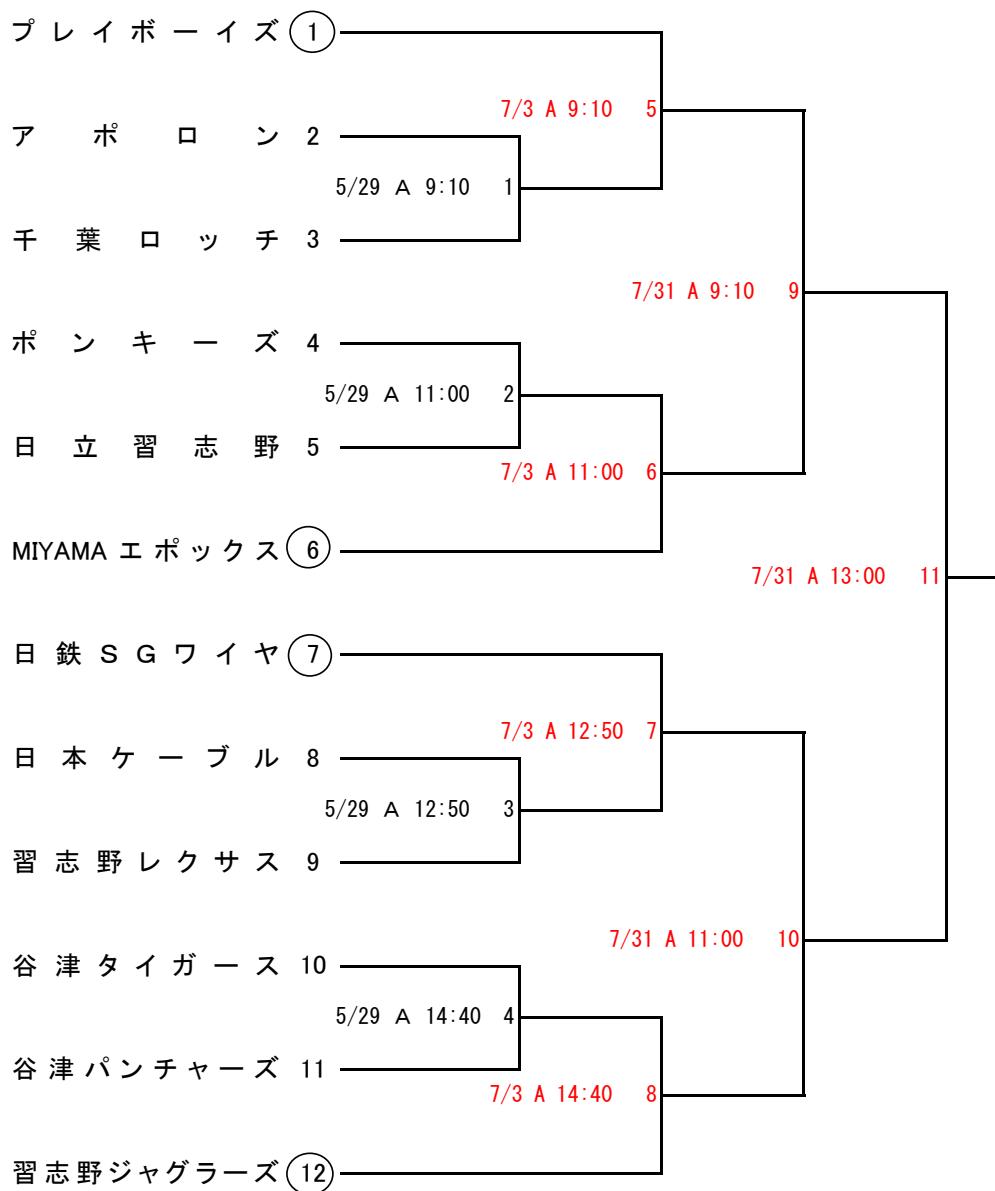 プレイボーイズ 1
7/3 A 9:10 5
アポロン 2
5/29 A 9:10 1
千葉ロッチ 3
7/31 A 9:10 9
ポンキーズ 4
5/29 A 11:00 2
日立習志野 5
7/3 A 11:00 6
MIYAMAエポックス 6
7/31 A 13:00 11
日鉄SGワイヤ 7
7/3 A 12:50 7
日本ケーブル 8
5/29 A 12:50 3
習志野レクサス 9
7/31 A 11:00 10
谷津タイガース 10
5/29 A 14:40 4
谷津パンチャーズ 11
7/3 A 14:40 8
習志野ジャグラーズ 12